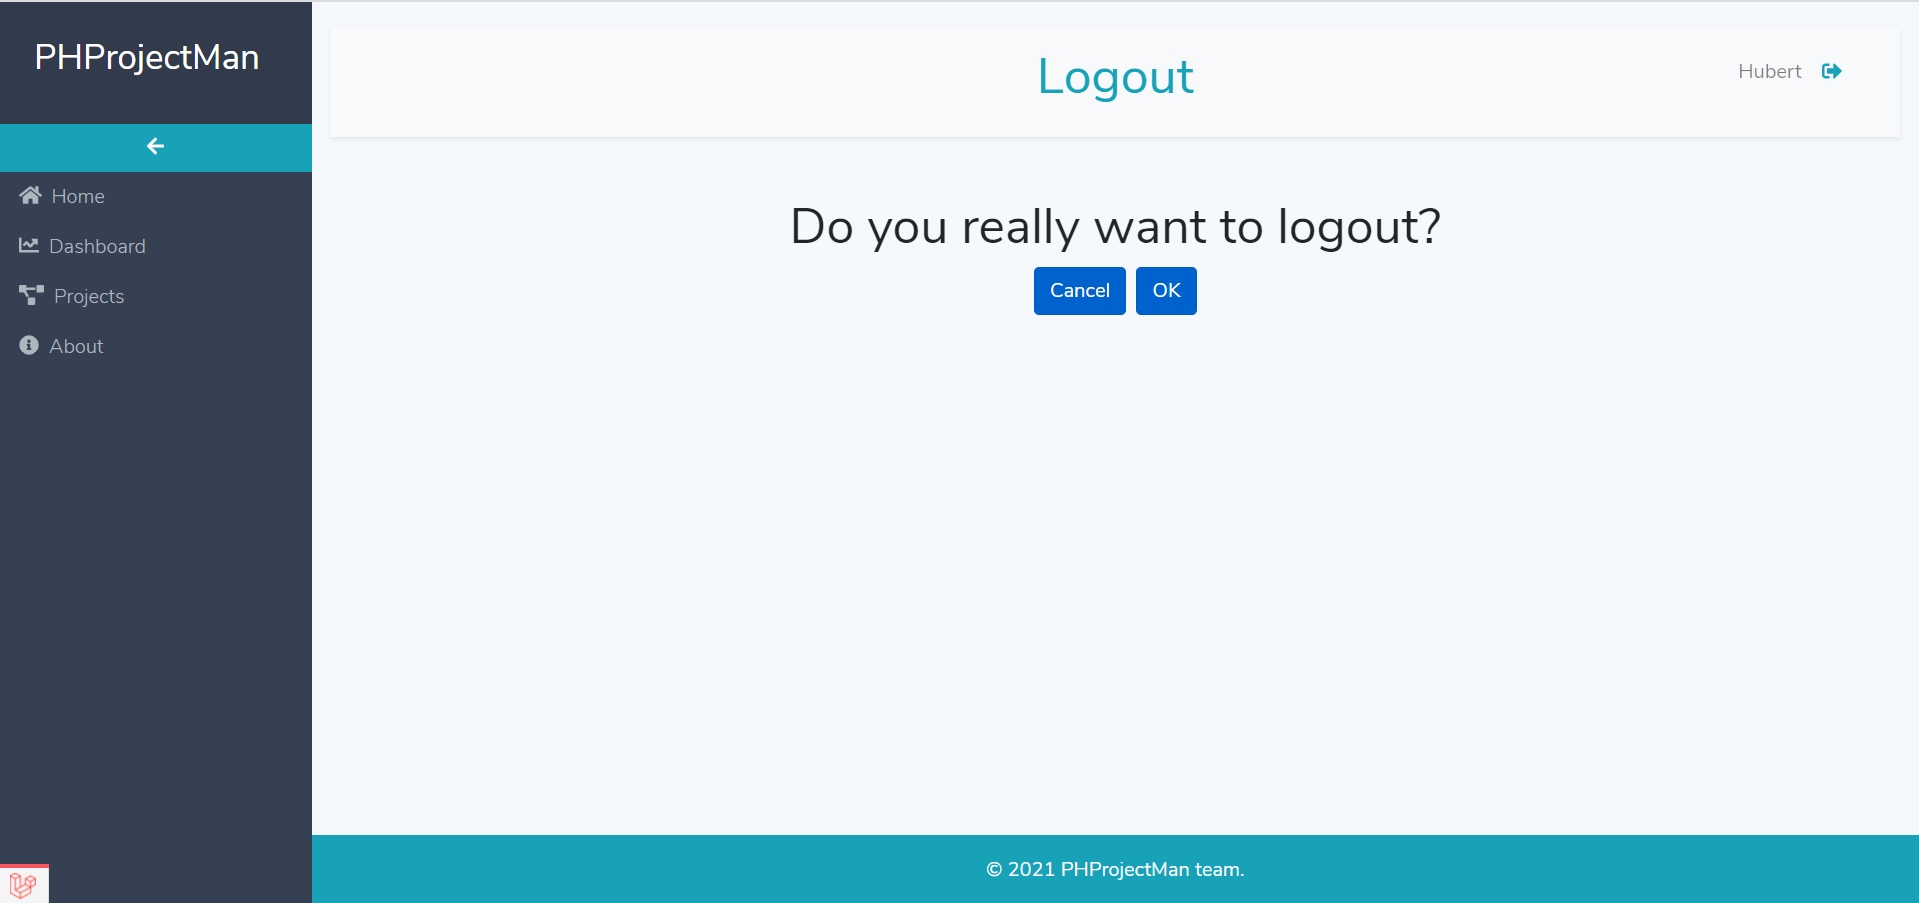 PHProjectMan
Home
Dashboard
Projects
About
Logout
Hubert
Do you really want to logout?
Cancel OK
© 2021 PHProjectMan team.